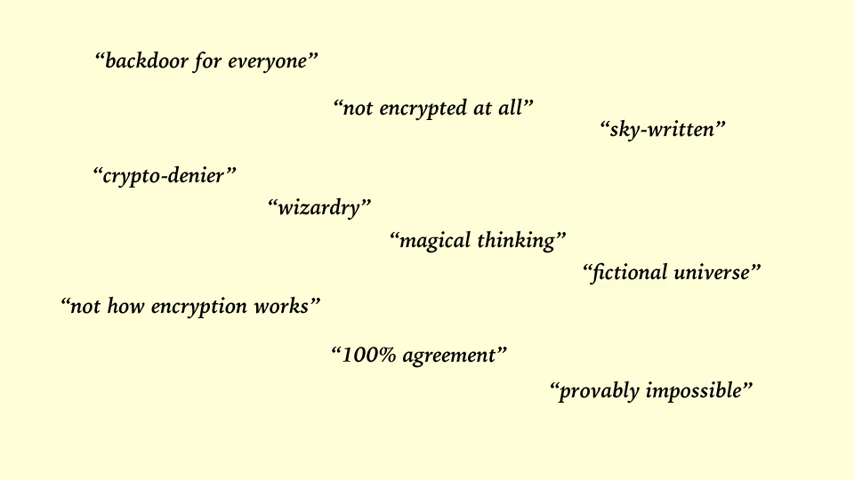 “backdoor for everyone”
“not encrypted at all”
“sky-written”
“crypto-denier”
“wizardry”
“magical thinking”
“fictional universe”
“not how encryption works”
“100% agreement”
“provably impossible”